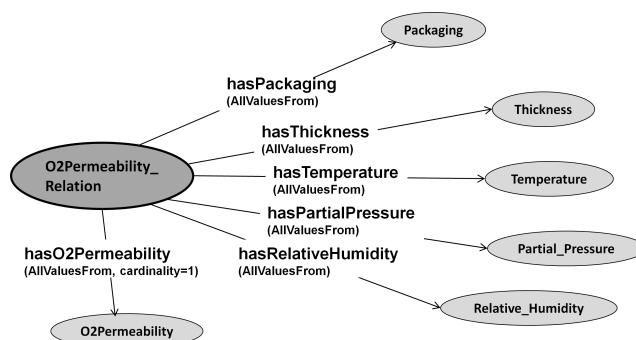 Packaging
hasPackaging
(AllValuesFrom)
Thickness
hasThickness
(AllValuesFrom)
O2Permeability_
Relation
hasTemperature
(AllValuesFrom)
Temperature
hasPartialPressure
(AllValuesFrom)
Partial_Pressure
hasO2Permeability
(AllValuesFrom, cardinality=1)
hasRelativeHumidity
(AllValuesFrom)
Relative_Humidity
O2Permeability